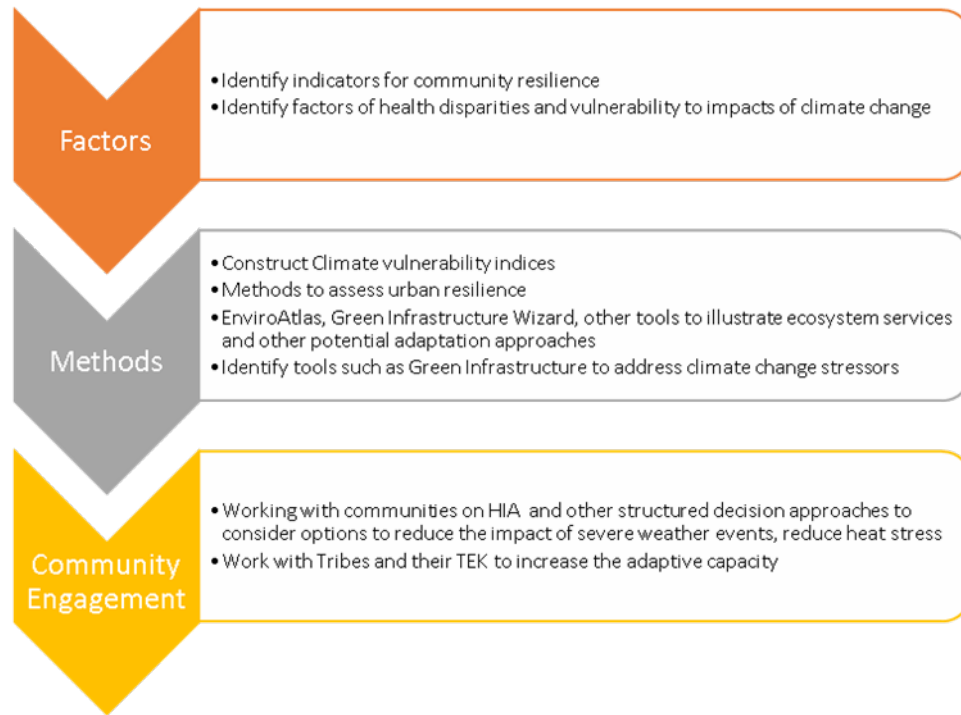 Factors
•Identify indicators for community resilience
•Identify factors of health disparities and vulnerability to impacts of climate change
Methods
•Construct Climate vulnerability indices
•Methods to assess urban resilience
•EnviroAtlas, Green Infrastructure Wizard, other tools to illustrate ecosystem services
and other potential adaptation approaches
•Identify tools such as Green Infrastructure to address climate change stressors
Community
Engagement
•Working with communities on HIA and other structured decision approaches to
consider options to reduce the impact of severe weather events, reduce heat stress
•Work with Tribes and their TEK to increase the adaptive capacity